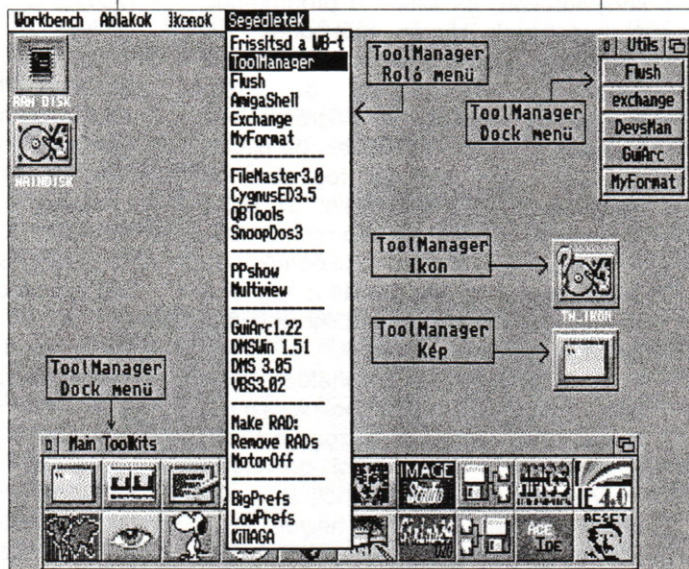 Workbench Ablakok Ikonok Segédletek
Frissítsd a WB-t
ToolManager
Flush
AmigaShell
Exchange
MyFormat
FileMaster3.0
CygnusED3.5
QBTools
SnoopDos3
PPshow
Multiview
GuiArc1.22
DMSWin 1.51
DMS 3.05
VBS3.02
Make RAD:
Remove RADs
MotorOff
BigPrefs
LowPrefs
KillAGA
RAM DISK
MAINDISK
ToolManager
Roló menü
ToolManager
Dock menü
Utils
Flush
exchange
DevsMan
GuiArc
MyFormat
ToolManager
Ikon
TM_IKON
ToolManager
Kép
ToolManager
Dock menü
Main Toolkits
IMAGE
Studio
IF 4.0
ACE
IDE
RESET